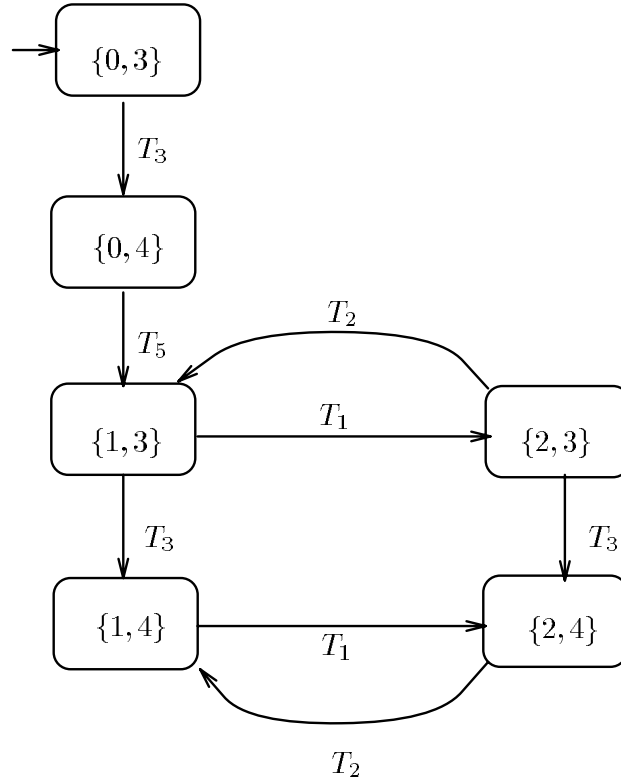 {0, 3}
T₃
{0, 4}
T₅
T₂
{1, 3}
T₁
{2, 3}
T₃
T₃
{1, 4}
T₁
{2, 4}
T₂